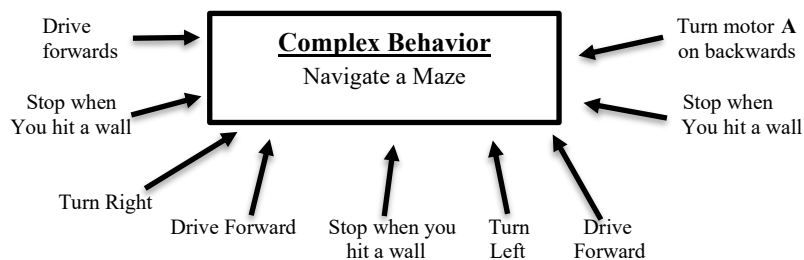 Drive
forwards
Complex Behavior
Navigate a Maze
Turn motor A
on backwards
Stop when
You hit a wall
Stop when
You hit a wall
Turn Right
Drive Forward
Stop when you
hit a wall
Turn
Left
Drive
Forward